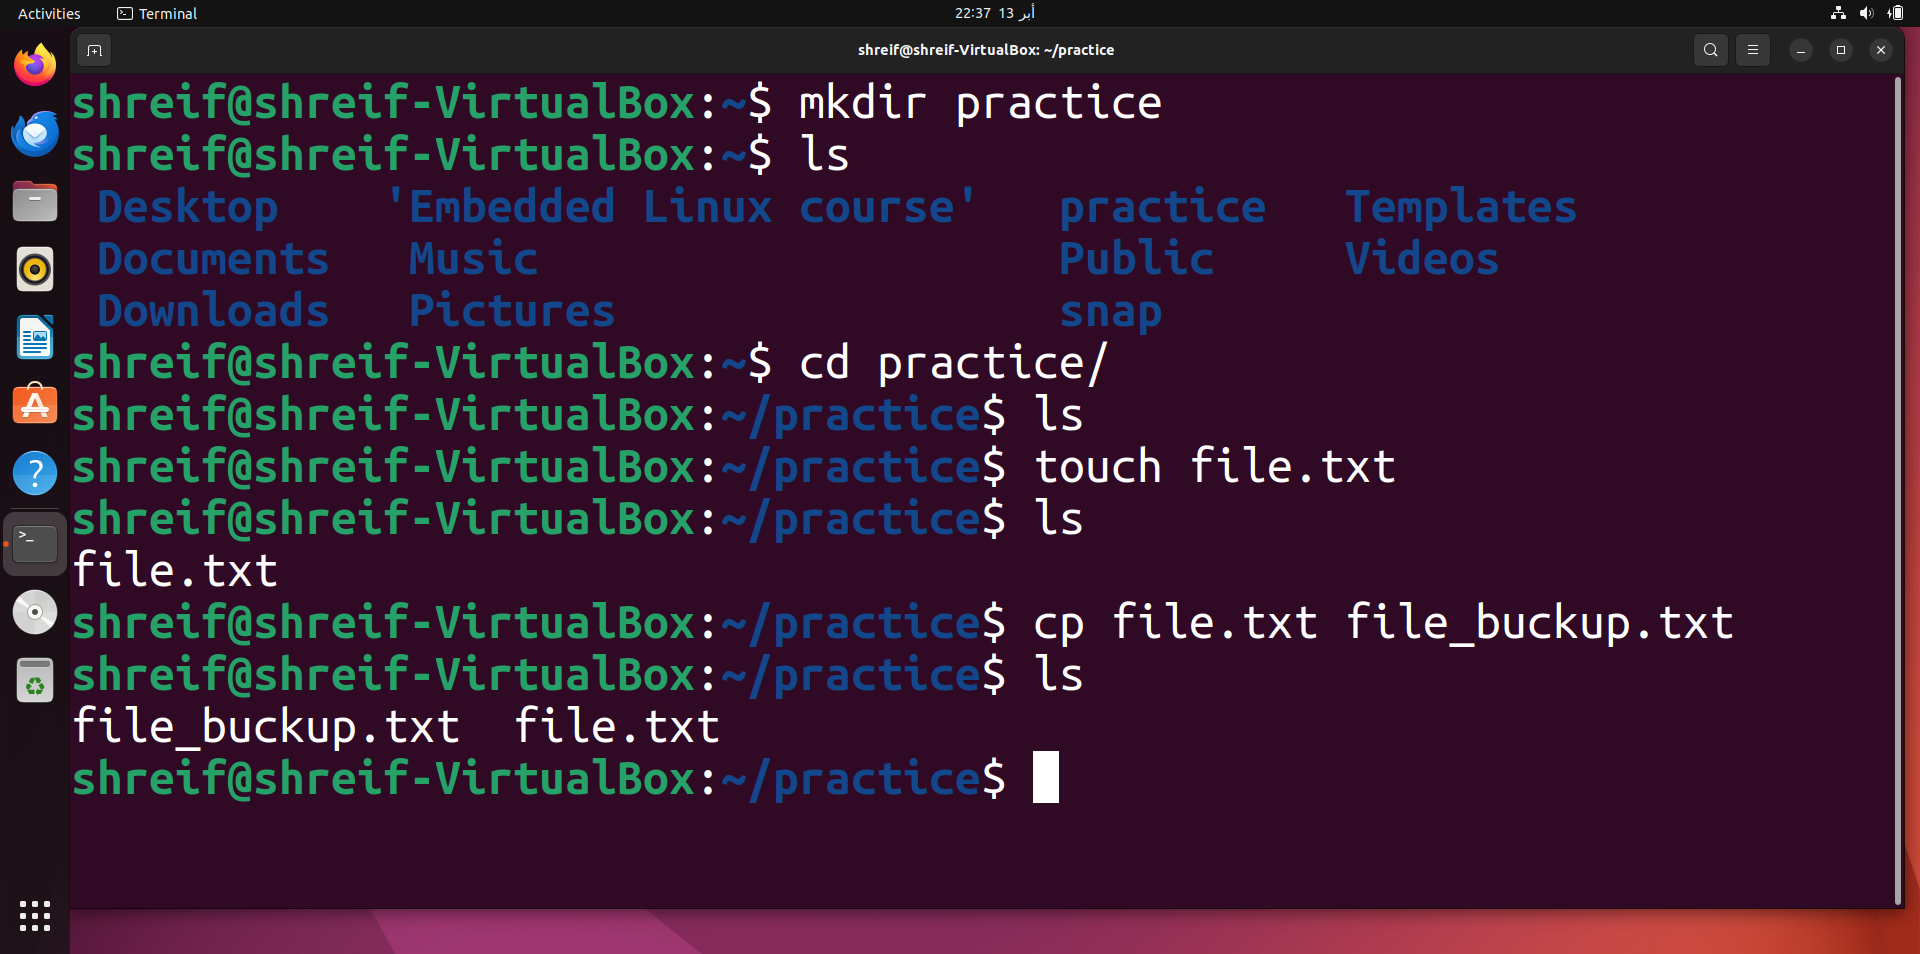 Activities Terminal 22:37 13 أبر
shreif@shreif-VirtualBox: ~/practice
shreif@shreif-VirtualBox:~$ mkdir practice
shreif@shreif-VirtualBox:~$ ls
Desktop 'Embedded Linux course' practice Templates
Documents Music Public Videos
Downloads Pictures snap
shreif@shreif-VirtualBox:~$ cd practice/
shreif@shreif-VirtualBox:~/practice$ ls
shreif@shreif-VirtualBox:~/practice$ touch file.txt
shreif@shreif-VirtualBox:~/practice$ ls
file.txt
shreif@shreif-VirtualBox:~/practice$ cp file.txt file_buckup.txt
shreif@shreif-VirtualBox:~/practice$ ls
file_buckup.txt file.txt
shreif@shreif-VirtualBox:~/practice$